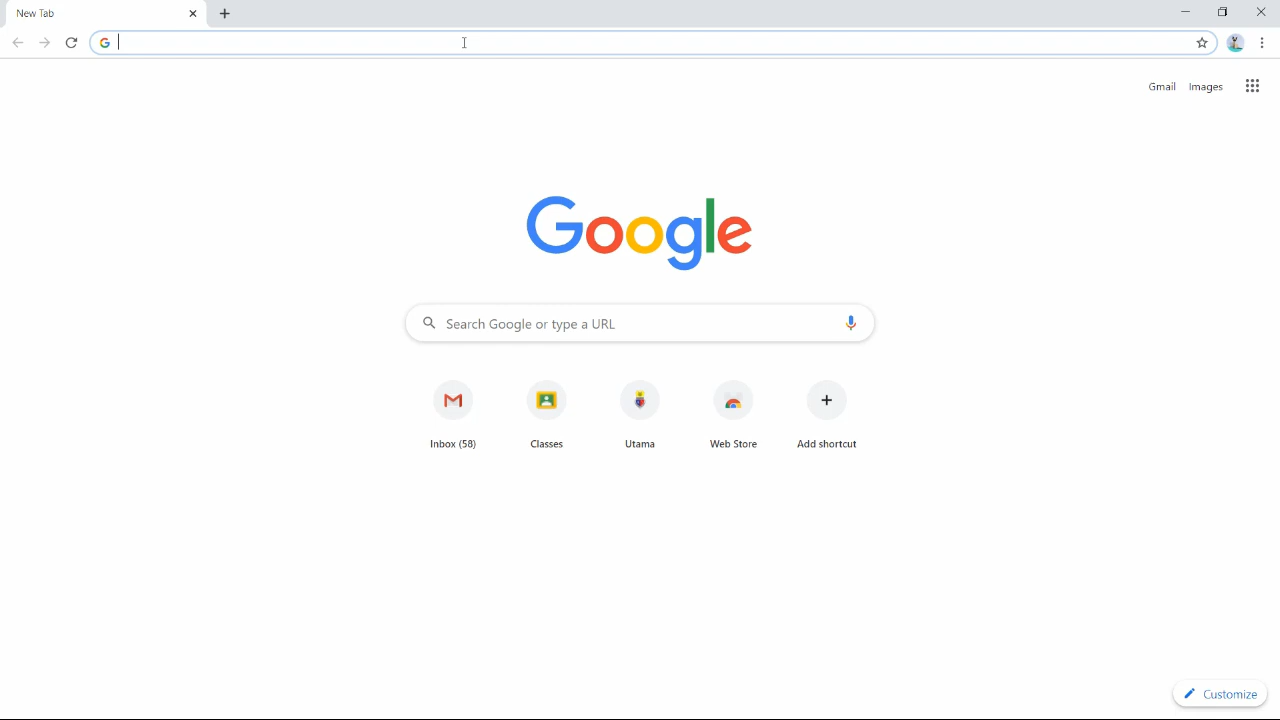 New Tab
Gmail Images
Google
Search Google or type a URL
Inbox (58) Classes Utama Web Store Add shortcut
Customize